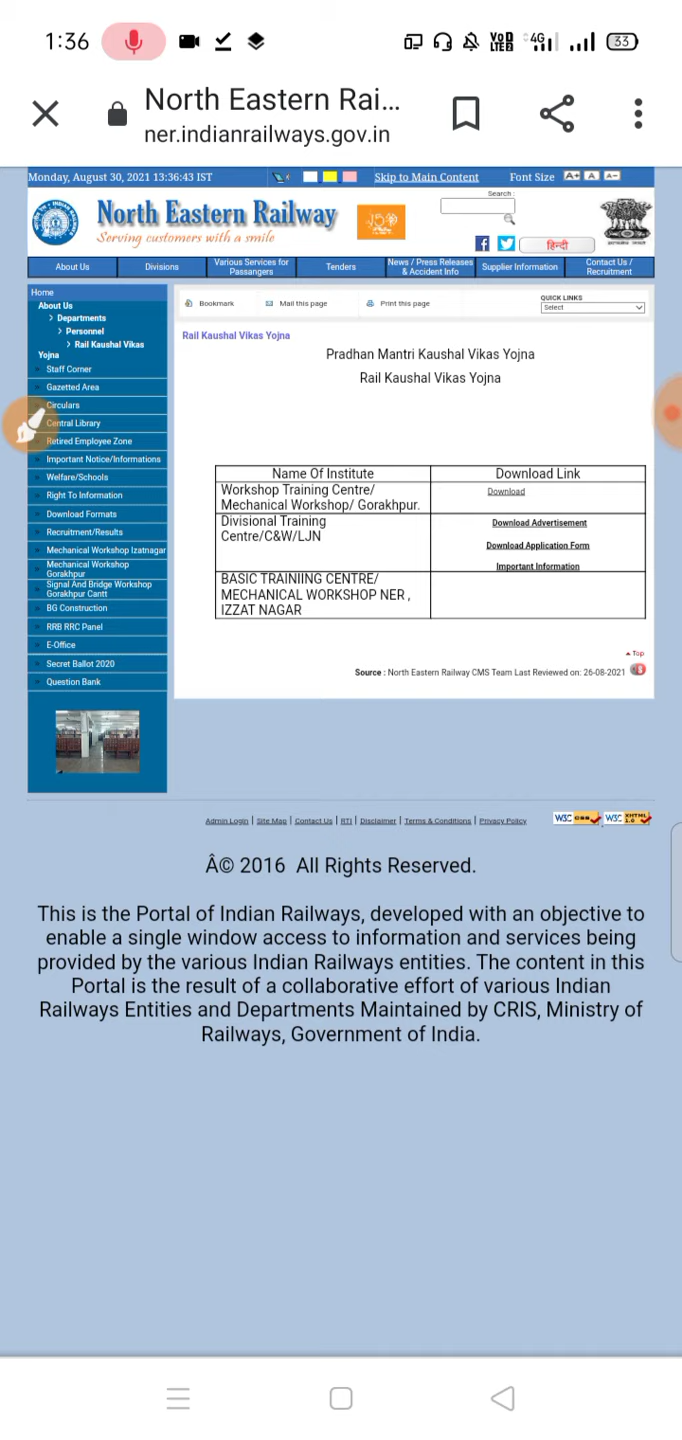 1:36
4G
VoD
LTE2
33
North Eastern Rai...
ner.indianrailways.gov.in
Monday, August 30, 2021 13:36:43 IST
Skip to Main Content
Font Size
A+ A A-
North Eastern Railway
Serving customers with a smile
Search :
हिन्दी
About Us
Divisions
Various Services for
Passangers
Tenders
News / Press Releases
& Accident Info
Supplier Information
Contact Us /
Recruitment
Home
About Us
Departments
Personnel
Rail Kaushal Vikas
Yojna
Staff Corner
Gazetted Area
Circulars
Central Library
Retired Employee Zone
Important Notice/Informations
Welfare/Schools
Right To Information
Download Formats
Recruitment/Results
Mechanical Workshop Izatnagar
Mechanical Workshop
Gorakhpur
Signal And Bridge Workshop
Gorakhpur Cantt
BG Construction
RRB RRC Panel
E-Office
Secret Ballot 2020
Question Bank
Bookmark
Mail this page
Print this page
QUICK LINKS
Select
Rail Kaushal Vikas Yojna
Pradhan Mantri Kaushal Vikas Yojna
Rail Kaushal Vikas Yojna
Name Of Institute
Download Link
Workshop Training Centre/
Mechanical Workshop/ Gorakhpur.
Download
Divisional Training
Centre/C&W/LJN
Download Advertisement
Download Application Form
Important Information
BASIC TRAINIING CENTRE/
MECHANICAL WORKSHOP NER ,
IZZAT NAGAR
Top
Source : North Eastern Railway CMS Team Last Reviewed on: 26-08-2021
Admin Login | Site Map | Contact Us | RTI | Disclaimer | Terms & Conditions | Privacy Policy
W3C css W3C XHTML 1.0
Â© 2016 All Rights Reserved.
This is the Portal of Indian Railways, developed with an objective to
enable a single window access to information and services being
provided by the various Indian Railways entities. The content in this
Portal is the result of a collaborative effort of various Indian
Railways Entities and Departments Maintained by CRIS, Ministry of
Railways, Government of India.